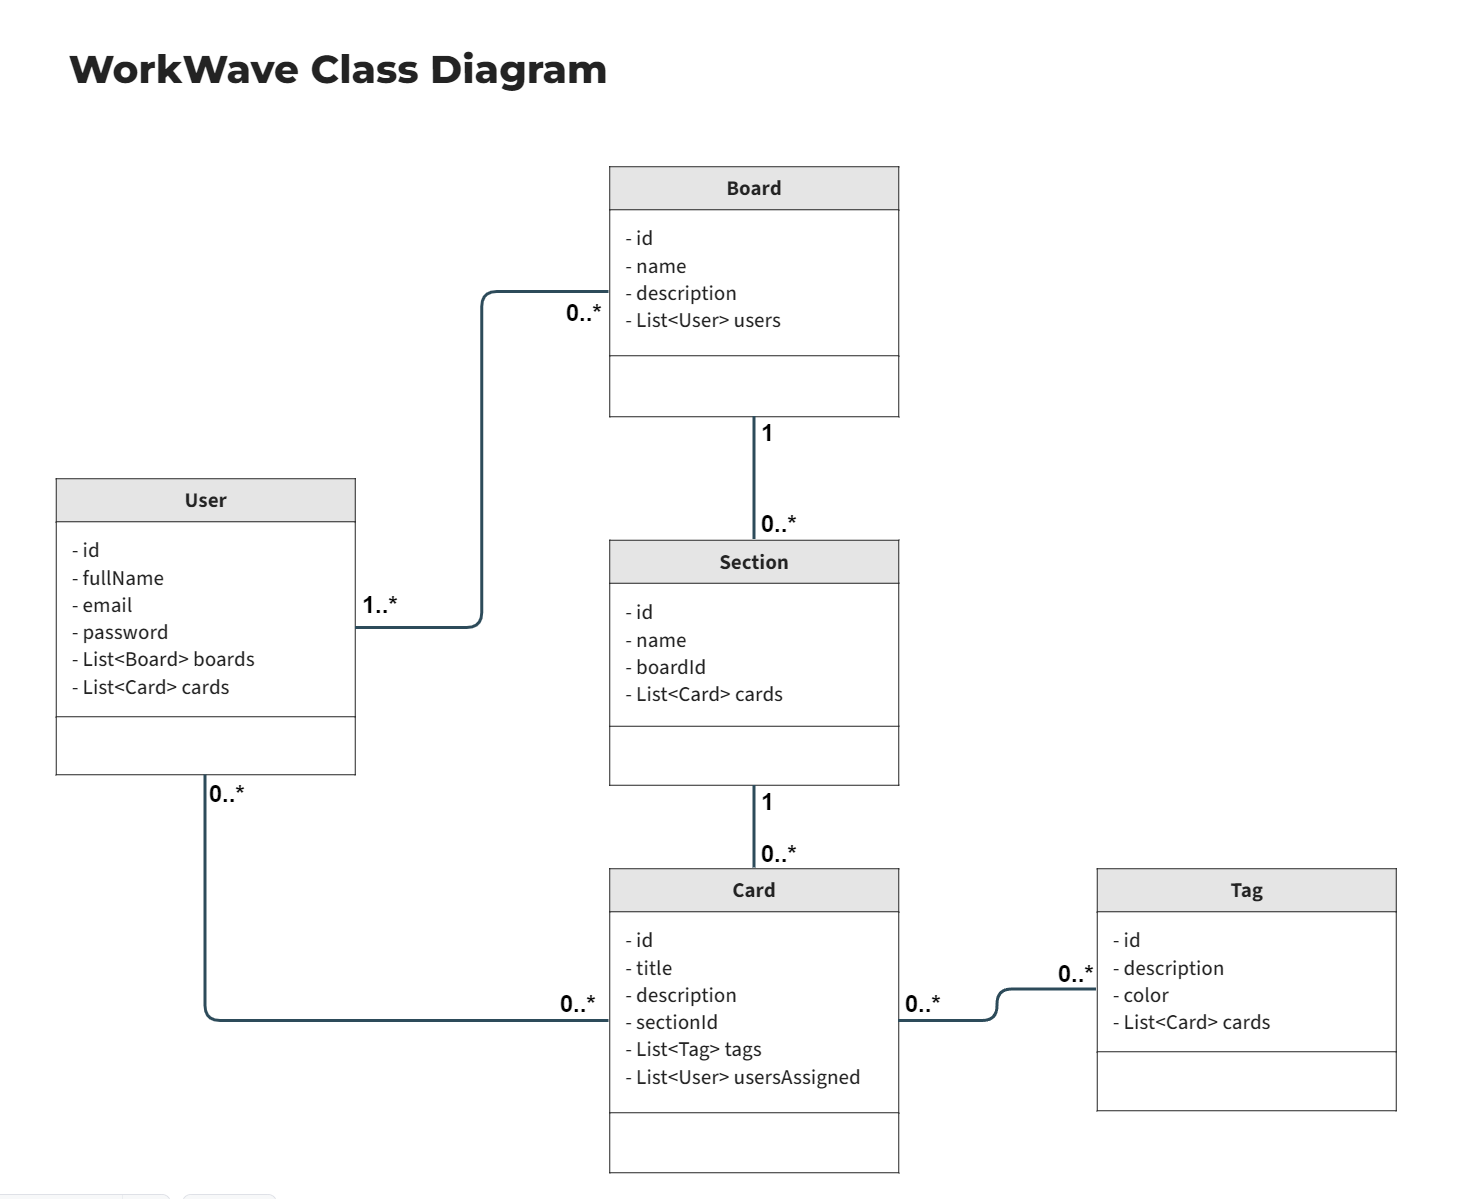 WorkWave Class Diagram
Board
- id
- name
- description
- List<User> users
0..*
1
0..*
User
- id
- fullName
- email
- password
- List<Board> boards
- List<Card> cards
1..*
0..*
Section
- id
- name
- boardId
- List<Card> cards
1
0..*
Card
- id
- title
- description
- sectionId
- List<Tag> tags
- List<User> usersAssigned
0..*
0..*
0..*
Tag
- id
- description
- color
- List<Card> cards